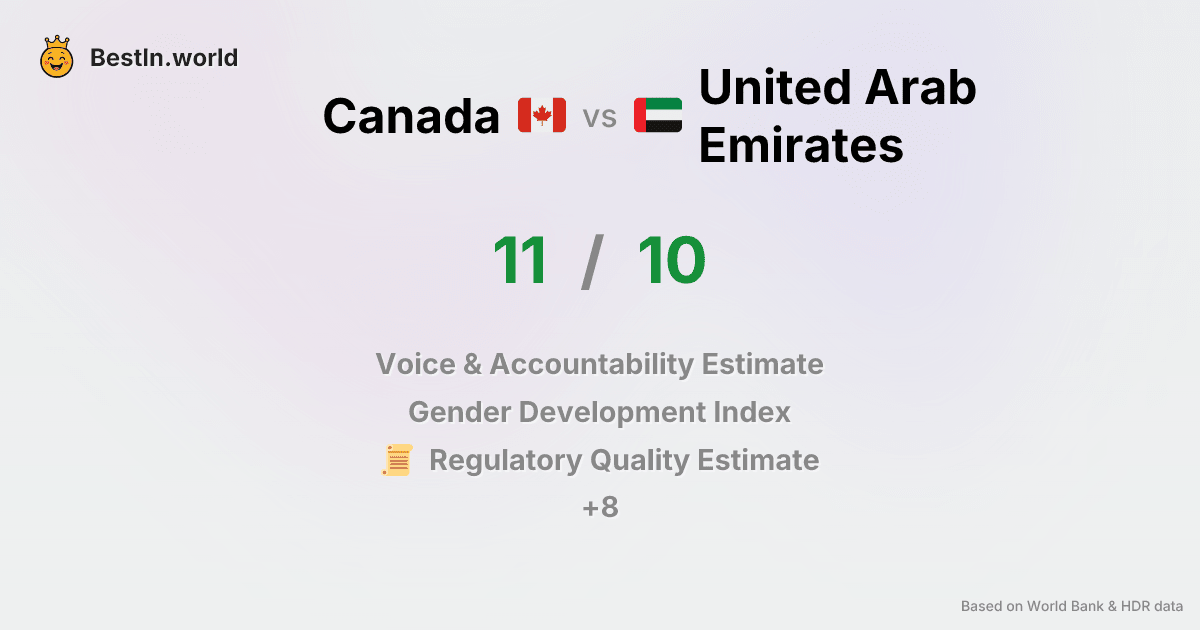 BestIn.world
Canada vs United Arab
Emirates
11 / 10
Voice & Accountability Estimate
Gender Development Index
Regulatory Quality Estimate
+8
Based on World Bank & HDR data